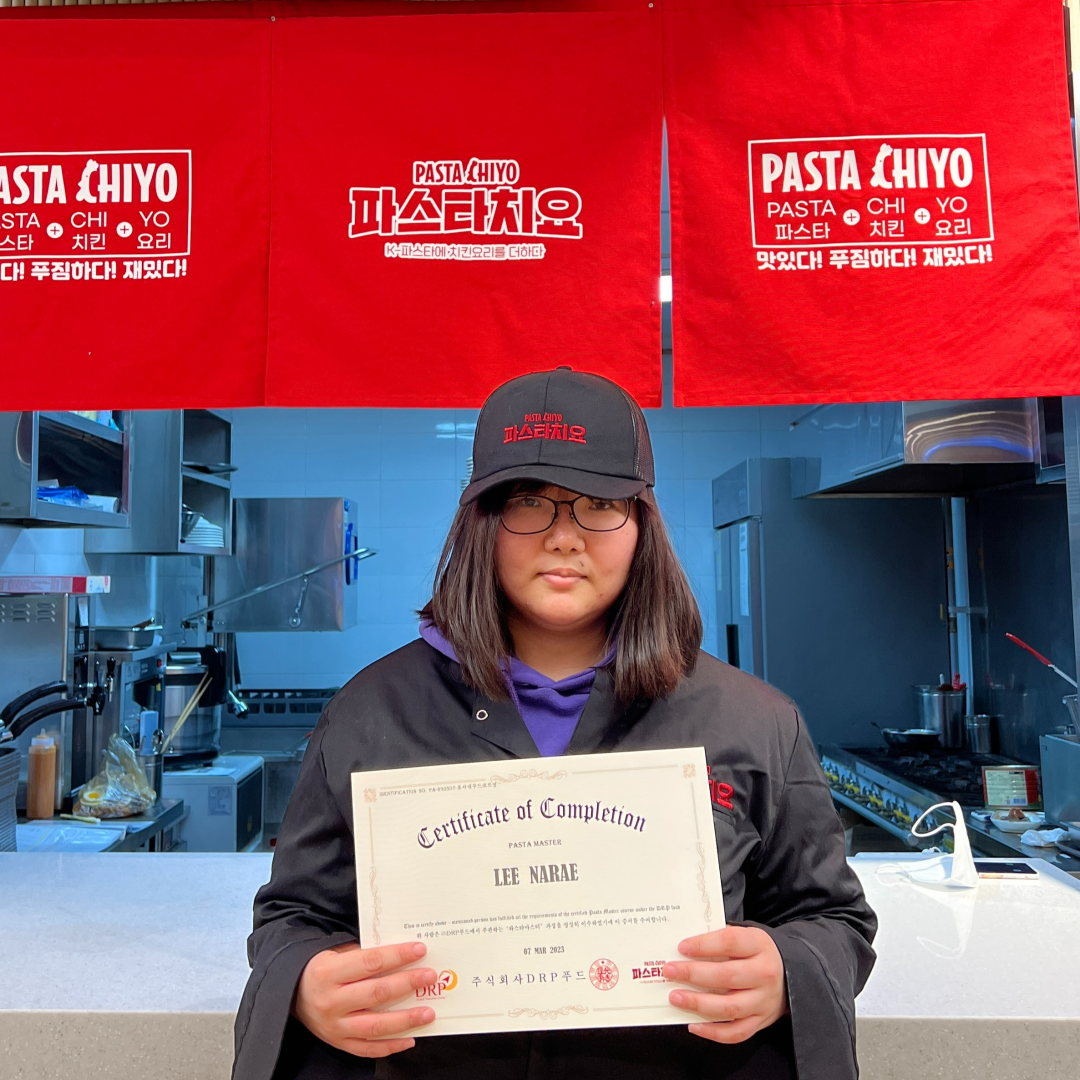 ASTA CHIYO
STA + CHI + YO
스타 치킨 요리
다! 푸짐하다! 재밌다!
PASTA CHIYO
파스타치요
K-파스타에 치킨요리를 더하다
PASTA CHIYO
PASTA + CHI + YO
파스타 치킨 요리
맛있다! 푸짐하다! 재밌다!
PASTA CHIYO
파스타치요
요
Certificate of Completion
PASTA MASTER
LEE NARAE
07 MAR 2023
DRP
주식회사DRP푸드
PASTA CHIYO
파스타